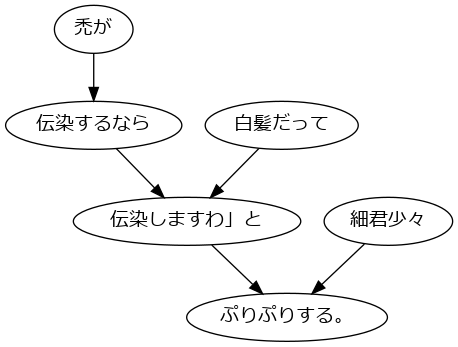 禿が
伝染するなら
白髪だって
伝染しますわ」と
細君少々
ぷりぷりする。